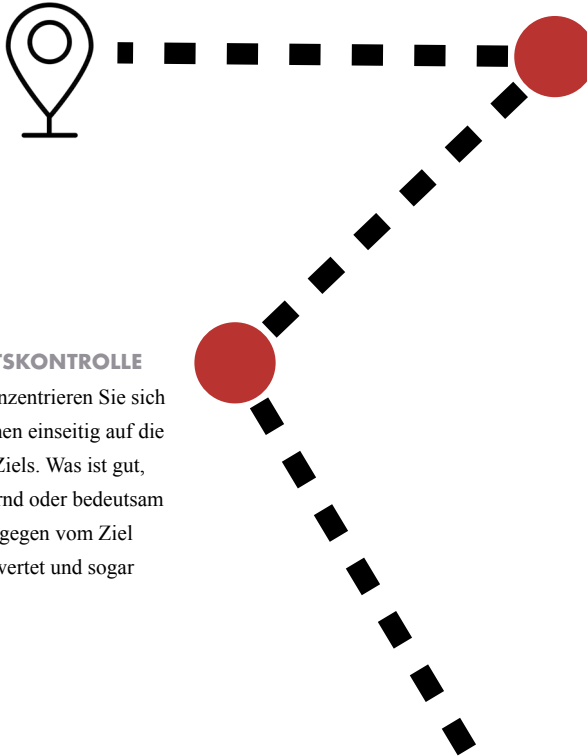 TSKONTROLLE
nzentrieren Sie sich
nen einseitig auf die
Ziels. Was ist gut,
rnd oder bedeutsam
gegen vom Ziel
wertet und sogar